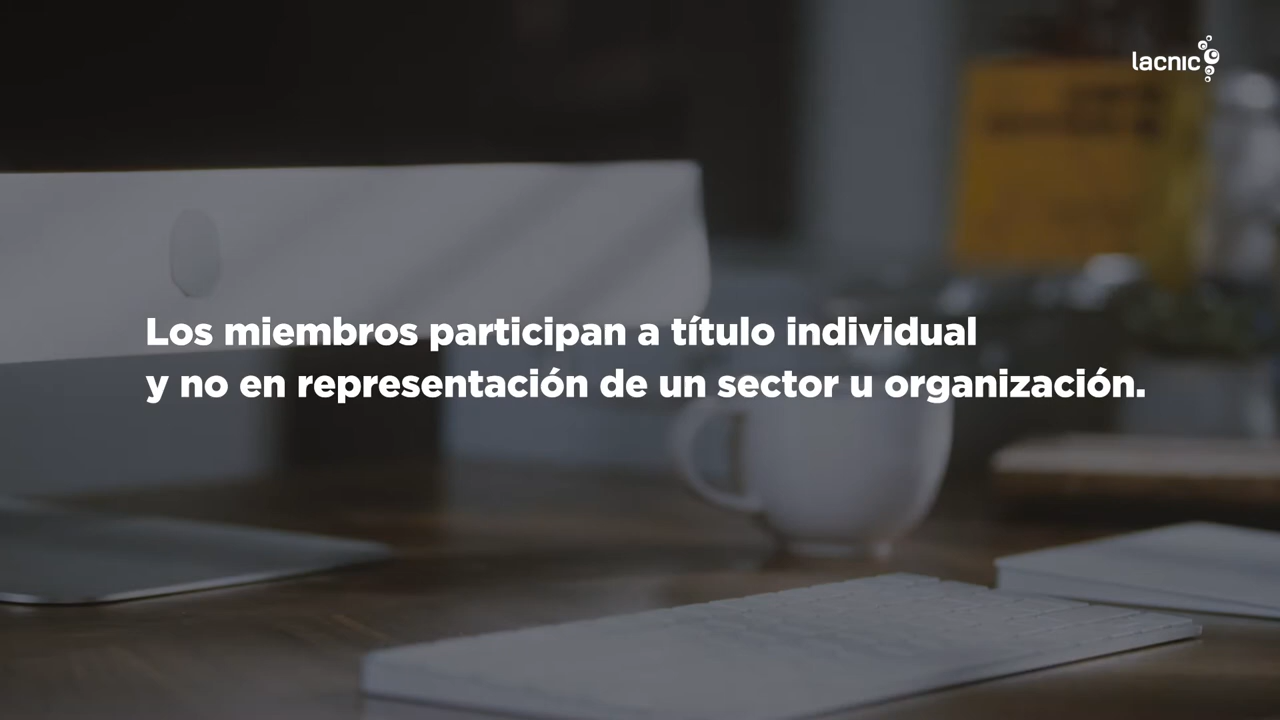 lacnic
Los miembros participan a título individual
y no en representación de un sector u organización.